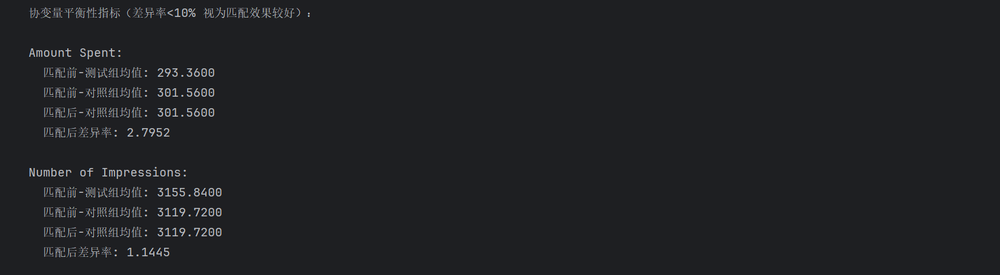 协变量平衡性指标（差异率<10% 视为匹配效果较好）：
Amount Spent:
匹配前-测试组均值: 293.3600
匹配前-对照组均值: 301.5600
匹配后-对照组均值: 301.5600
匹配后差异率: 2.7952
Number of Impressions:
匹配前-测试组均值: 3155.8400
匹配前-对照组均值: 3119.7200
匹配后-对照组均值: 3119.7200
匹配后差异率: 1.1445